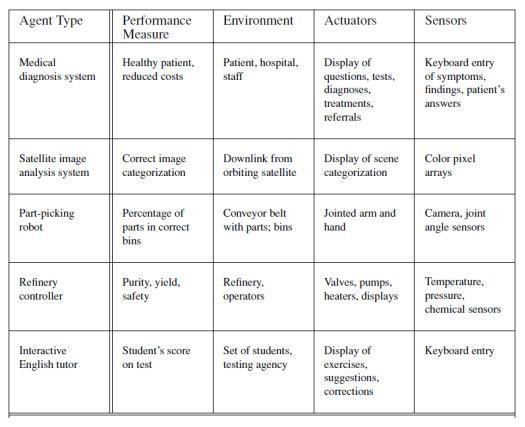 Agent Type
Performance
Measure
Environment
Actuators
Sensors
Medical
diagnosis system
Healthy patient,
reduced costs
Patient, hospital,
staff
Display of
questions, tests,
diagnoses,
treatments,
referrals
Keyboard entry
of symptoms,
findings, patient's
answers
Satellite image
analysis system
Correct image
categorization
Downlink from
orbiting satellite
Display of scene
categorization
Color pixel
arrays
Part-picking
robot
Percentage of
parts in correct
bins
Conveyor belt
with parts; bins
Jointed arm and
hand
Camera, joint
angle sensors
Refinery
controller
Purity, yield,
safety
Refinery,
operators
Valves, pumps,
heaters, displays
Temperature,
pressure,
chemical sensors
Interactive
English tutor
Student's score
on test
Set of students,
testing agency
Display of
exercises,
suggestions,
corrections
Keyboard entry